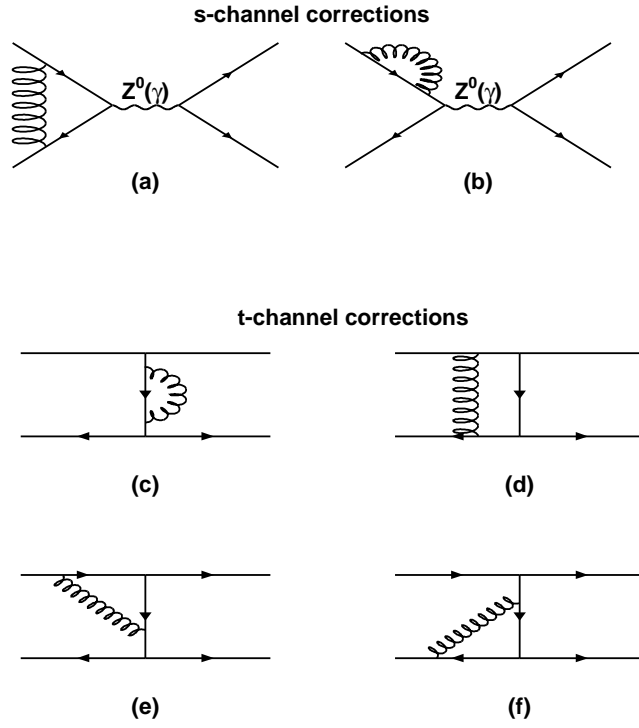 s-channel corrections
Z⁰(γ) Z⁰(γ)
(a) (b)
t-channel corrections
(c) (d)
(e) (f)